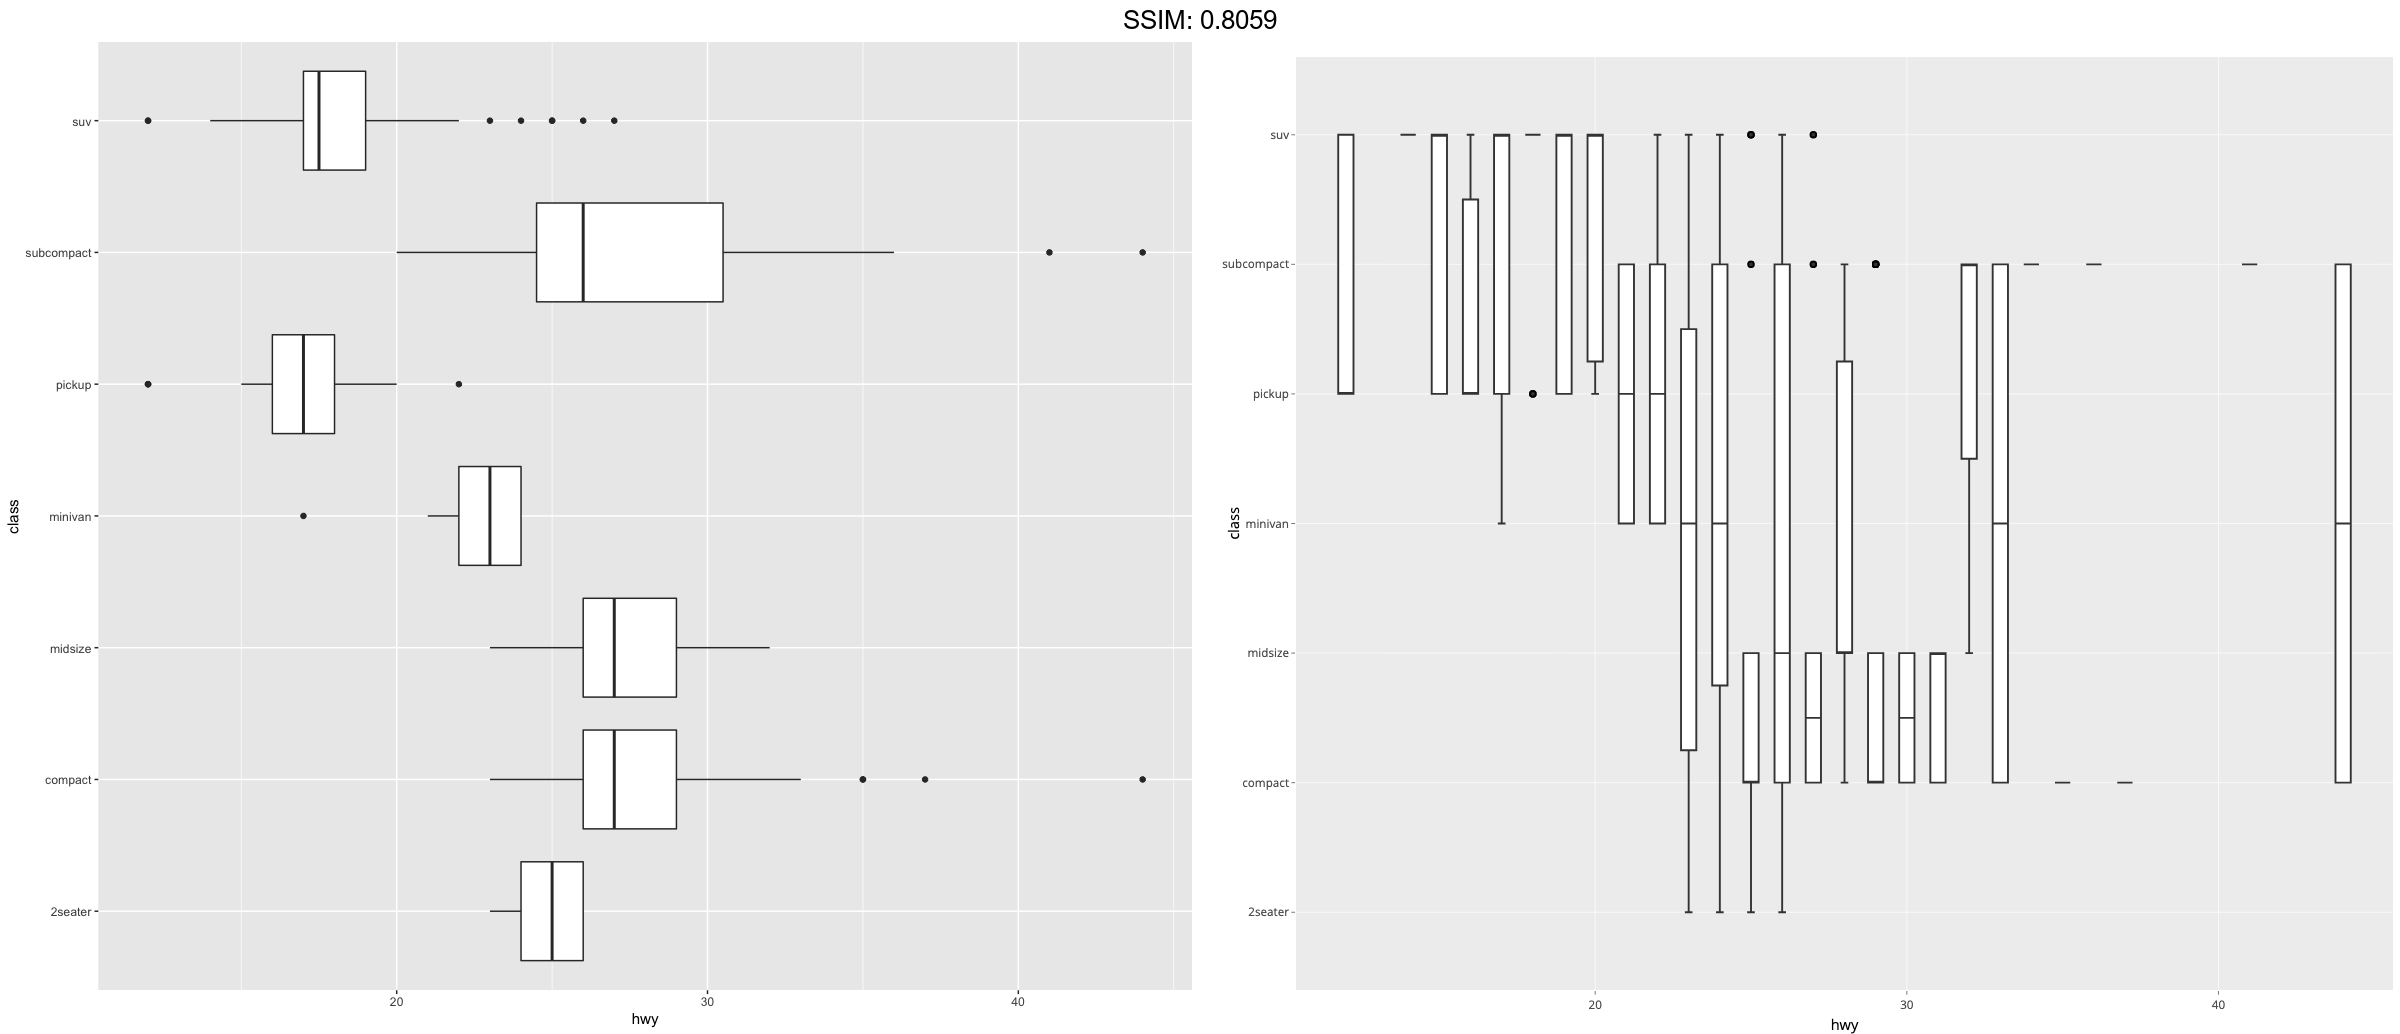 SSIM: 0.8059
class
suv
subcompact
pickup
minivan
midsize
compact
2seater
20 30 40
hwy
class
suv
subcompact
pickup
minivan
midsize
compact
2seater
20 30 40
hwy